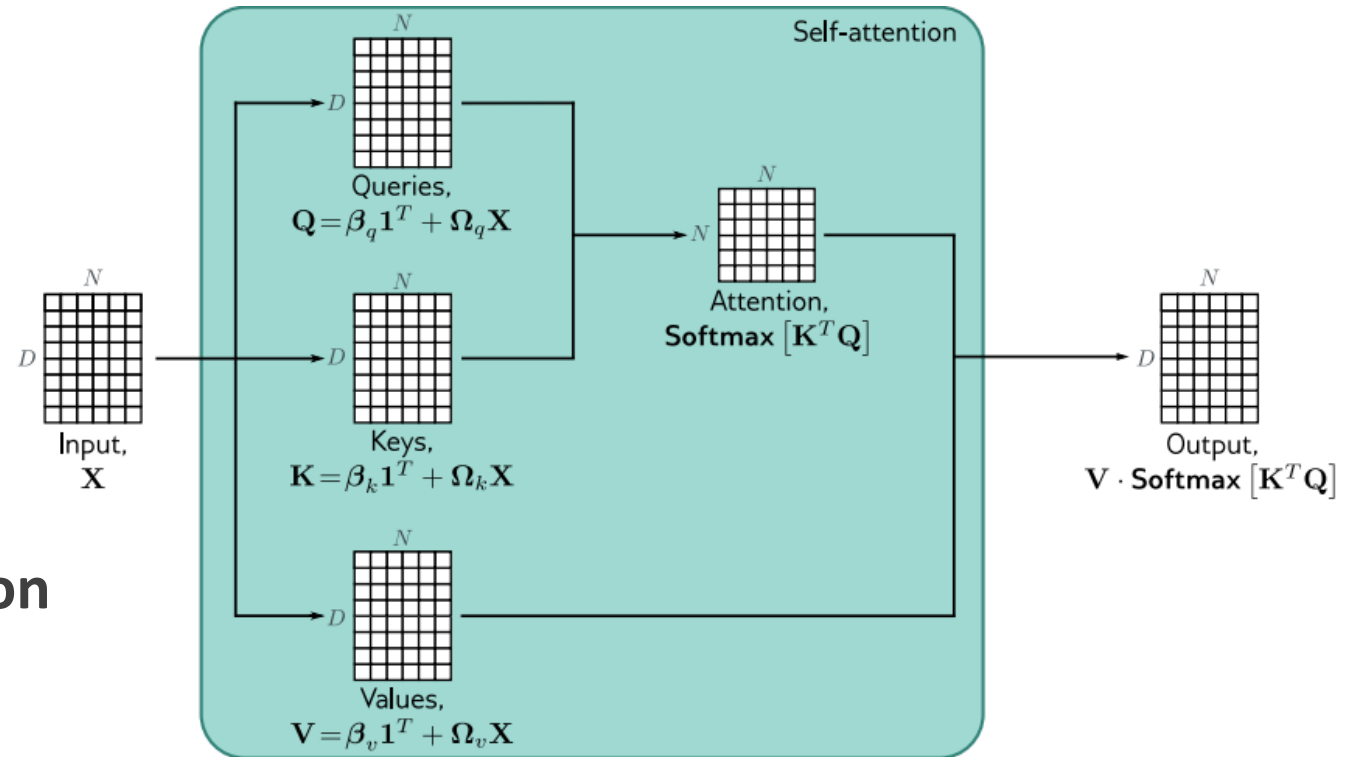 Self-attention
N
D
Queries,
Q=β_q1^T + Ω_qX
N
D
Input,
X
N
D
Keys,
K=β_k1^T + Ω_kX
N
N
Attention,
Softmax [K^TQ]
N
D
Output,
V · Softmax [K^TQ]
on
N
D
Values,
V=β_v1^T + Ω_vX